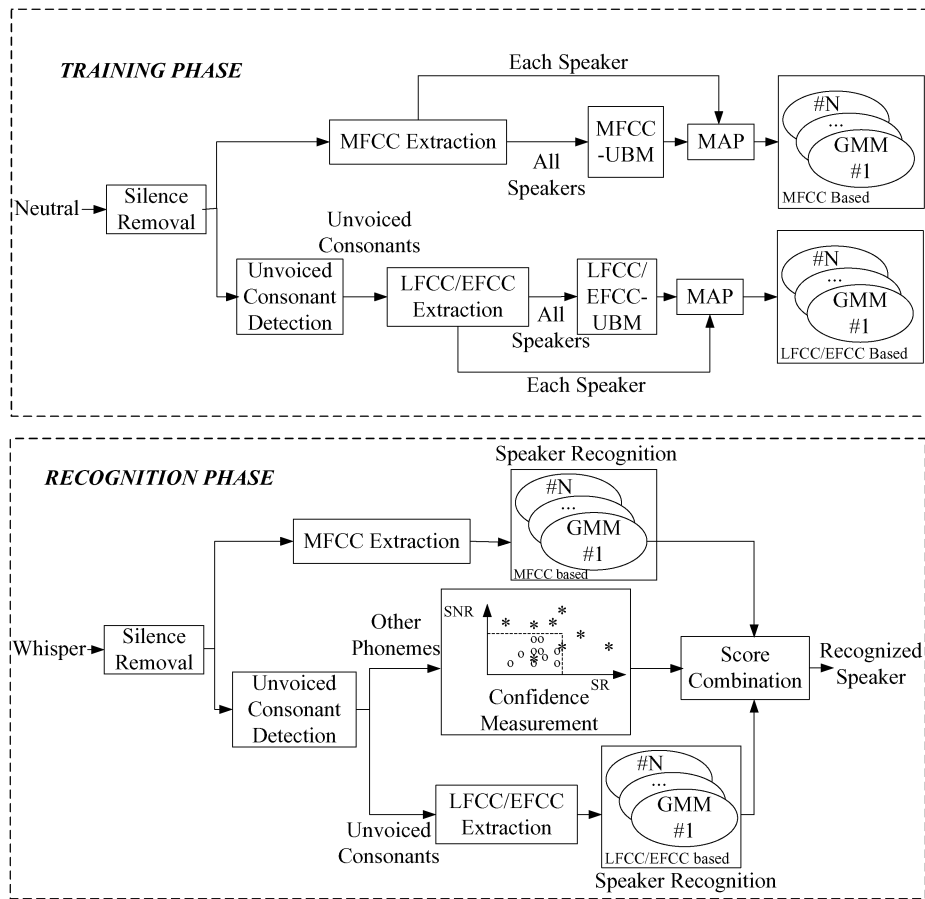 TRAINING PHASE
Each Speaker
#N
...
GMM
#1
MFCC Based
MFCC Extraction
MFCC
-UBM
MAP
All
Speakers
Neutral
Silence
Removal
Unvoiced
Consonants
Unvoiced
Consonant
Detection
LFCC/EFCC
Extraction
All
Speakers
LFCC/
EFCC-
UBM
MAP
#N
...
GMM
#1
LFCC/EFCC Based
Each Speaker
RECOGNITION PHASE
Speaker Recognition
#N
...
GMM
#1
MFCC based
MFCC Extraction
Whisper
Silence
Removal
Unvoiced
Consonant
Detection
Other
Phonemes
SNR
SR
Confidence
Measurement
Score
Combination
Recognized
Speaker
Unvoiced
Consonants
LFCC/EFCC
Extraction
#N
...
GMM
#1
LFCC/EFCC based
Speaker Recognition